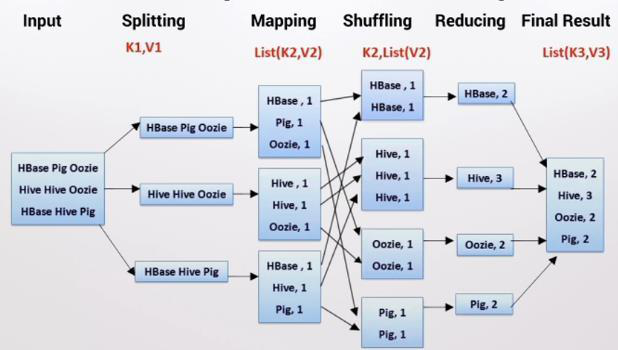 Input
Splitting
Mapping
Shuffling
Reducing
Final Result
K1,V1
List(K2,V2)
K2,List(V2)
List(K3,V3)
HBase Pig Oozie
Hive Hive Oozie
HBase Hive Pig
HBase Pig Oozie
Hive Hive Oozie
HBase Hive Pig
HBase , 1
Pig, 1
Oozie, 1
Hive , 1
Hive, 1
Oozie, 1
HBase , 1
Hive, 1
Pig, 1
HBase , 1
HBase, 1
Hive, 1
Hive, 1
Hive, 1
Oozie, 1
Oozie, 1
Pig, 1
Pig, 1
HBase, 2
Hive, 3
Oozie, 2
Pig, 2
HBase, 2
Hive, 3
Oozie, 2
Pig, 2